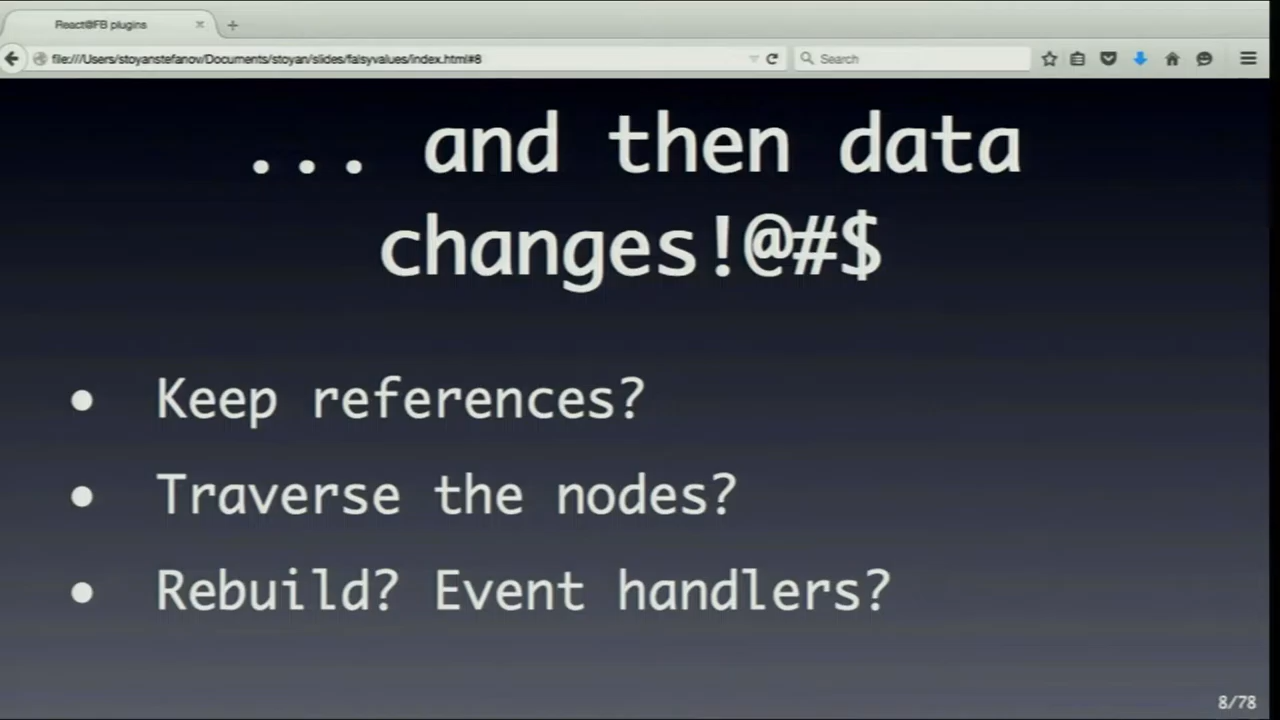 React@FB plugins
file:///Users/stoyanstefanov/Documents/stoyan/slides/falsyvalues/index.html#8
Search
... and then data
changes!@#$
• Keep references?
• Traverse the nodes?
• Rebuild? Event handlers?
8/78